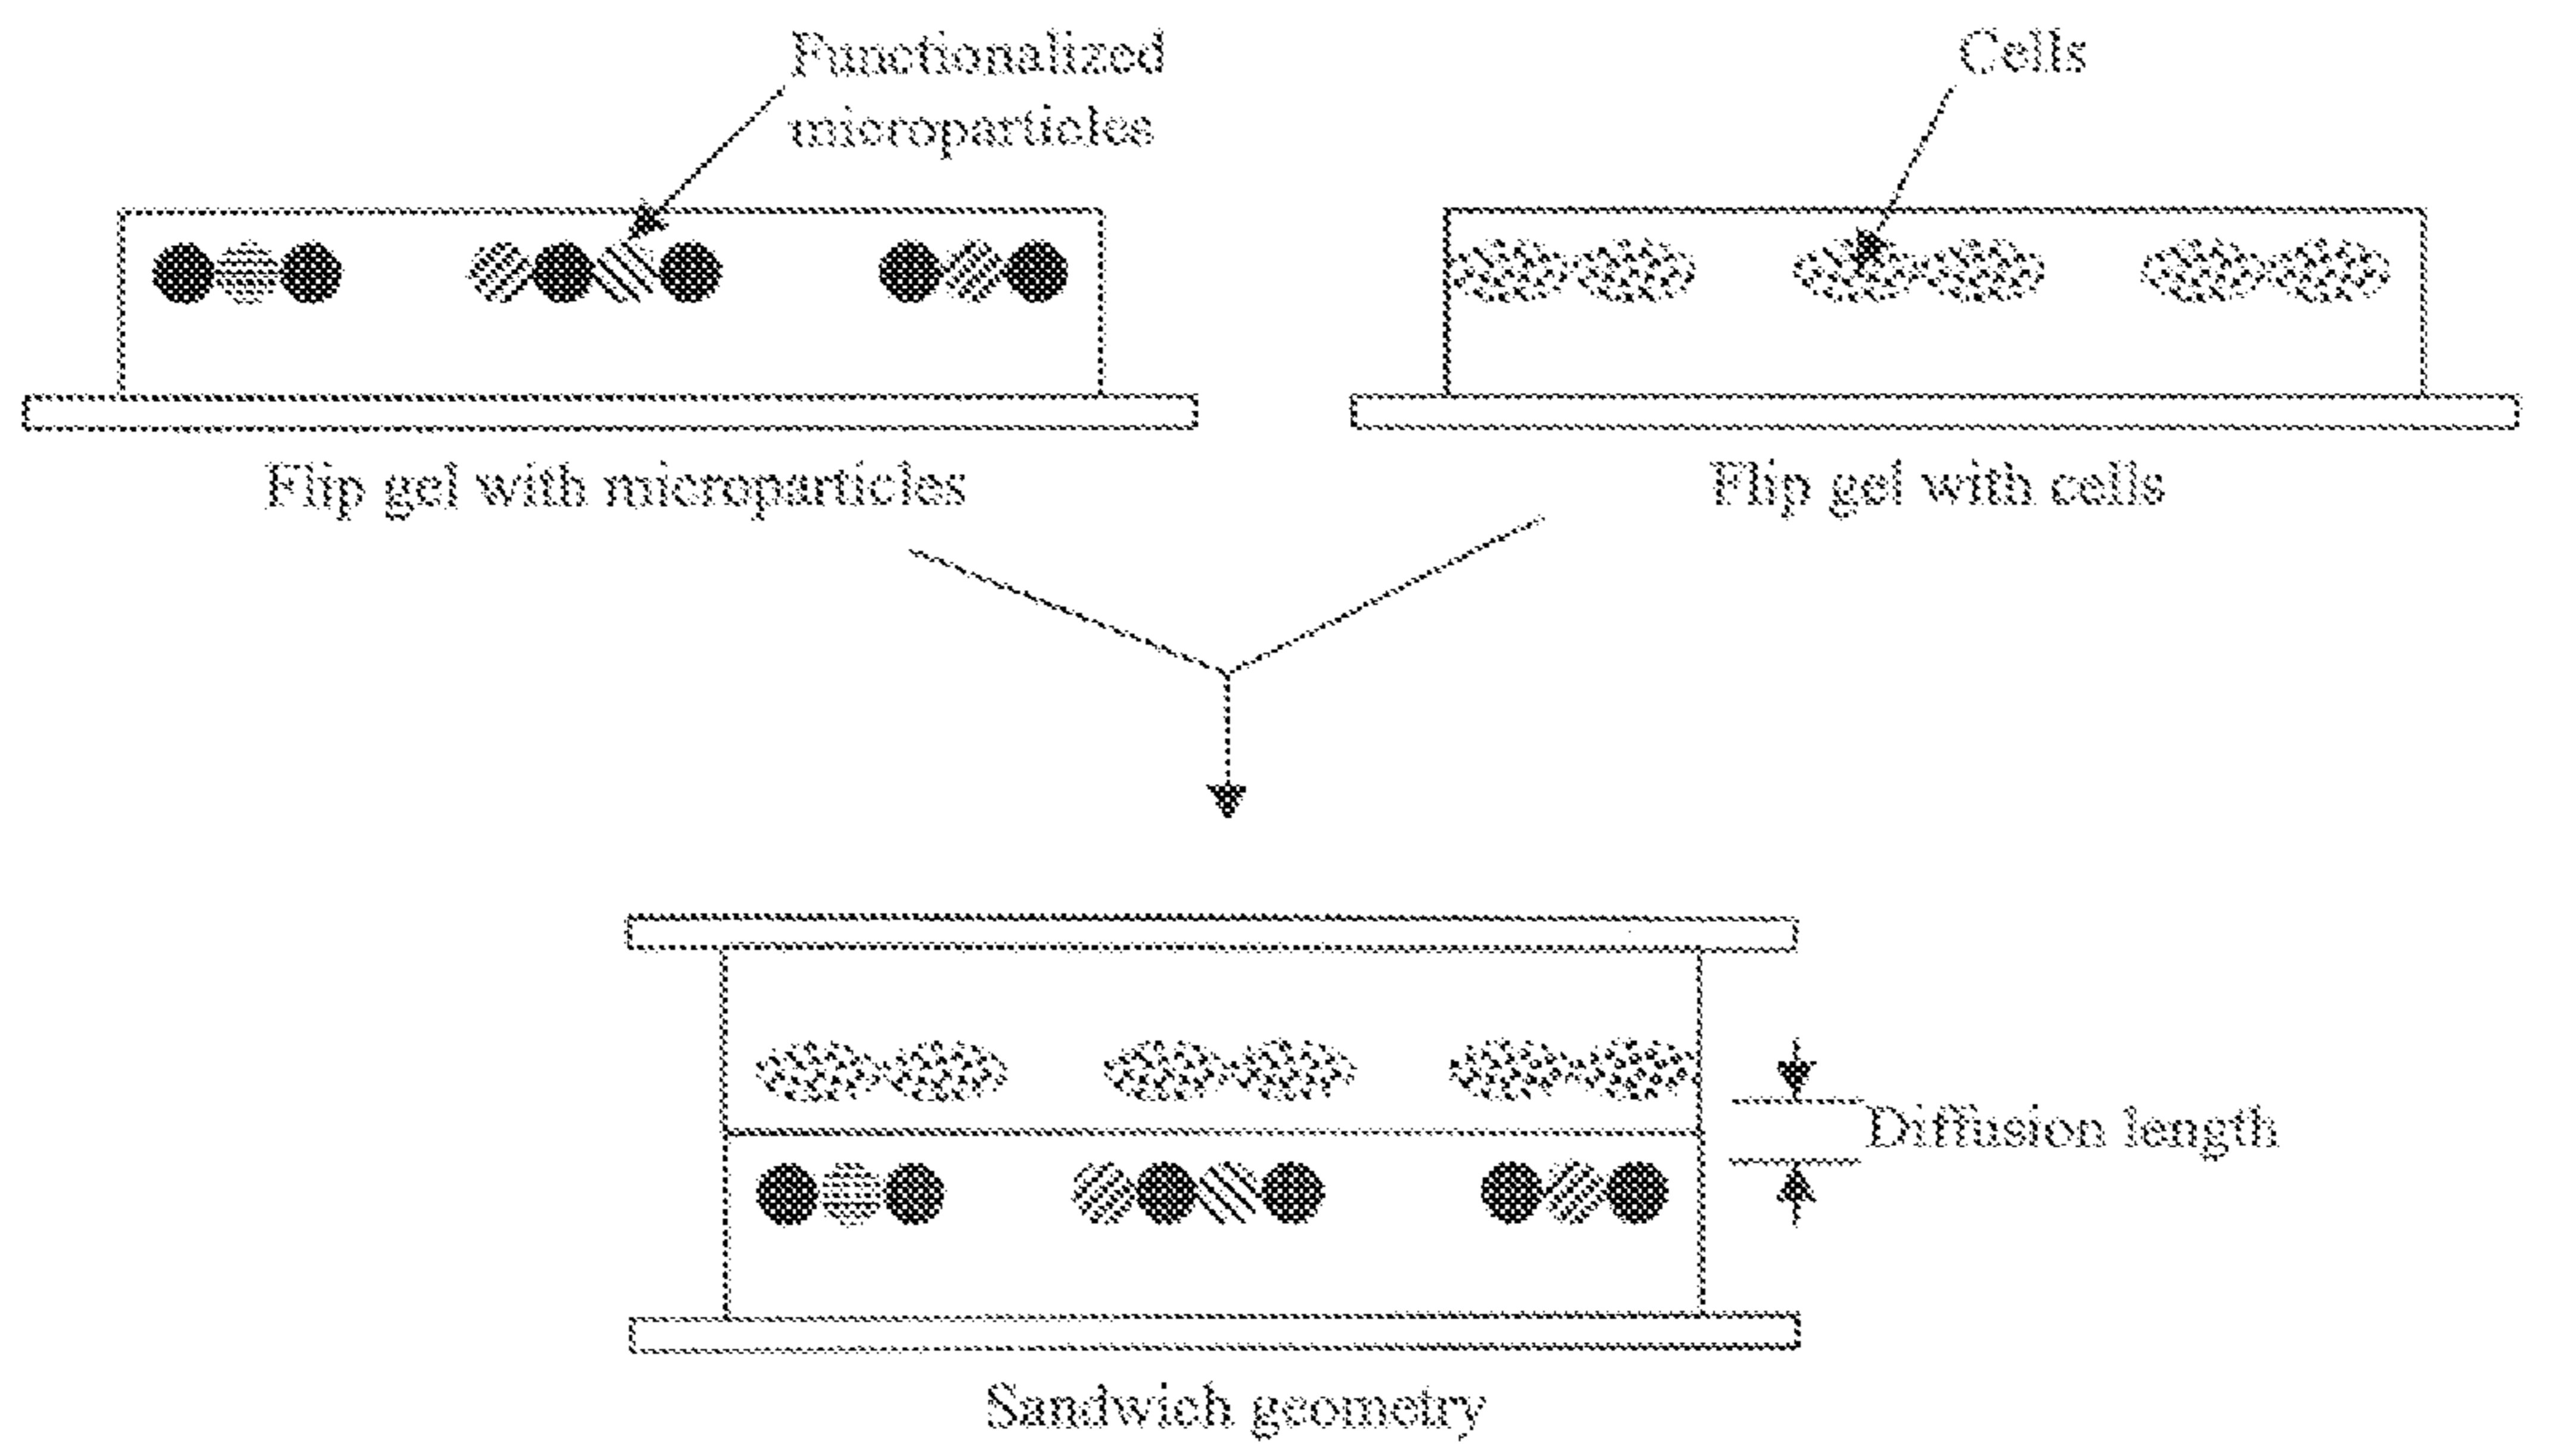 Functionalized
microparticles
Cells
Flip gel with microparticles
Flip gel with cells
Diffusion length
Sandwich geometry